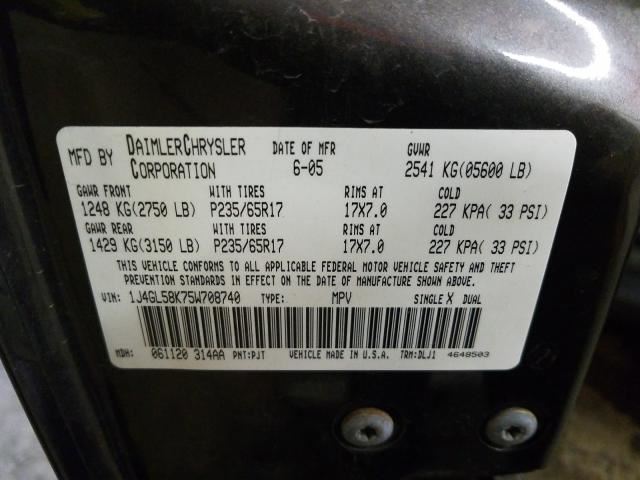 MFD BY DAIMLERCHRYSLER CORPORATION DATE OF MFR 6-05 GVWR 2541 KG(05600 LB)
GAWR FRONT WITH TIRES RIMS AT COLD
1248 KG(2750 LB) P235/65R17 17X7.0 227 KPA( 33 PSI)
GAWR REAR WITH TIRES RIMS AT COLD
1429 KG(3150 LB) P235/65R17 17X7.0 227 KPA( 33 PSI)
THIS VEHICLE CONFORMS TO ALL APPLICABLE FEDERAL MOTOR VEHICLE SAFETY AND THEFT
PREVENTION STANDARDS IN EFFECT ON THE DATE OF MANUFACTURE SHOWN ABOVE.
VIN: 1J4GL58K75W708740 TYPE: MPV SINGLE X DUAL
MDH: 061120 314AA PNT:PJT VEHICLE MADE IN U.S.A. TRM:DLJ1 4648503